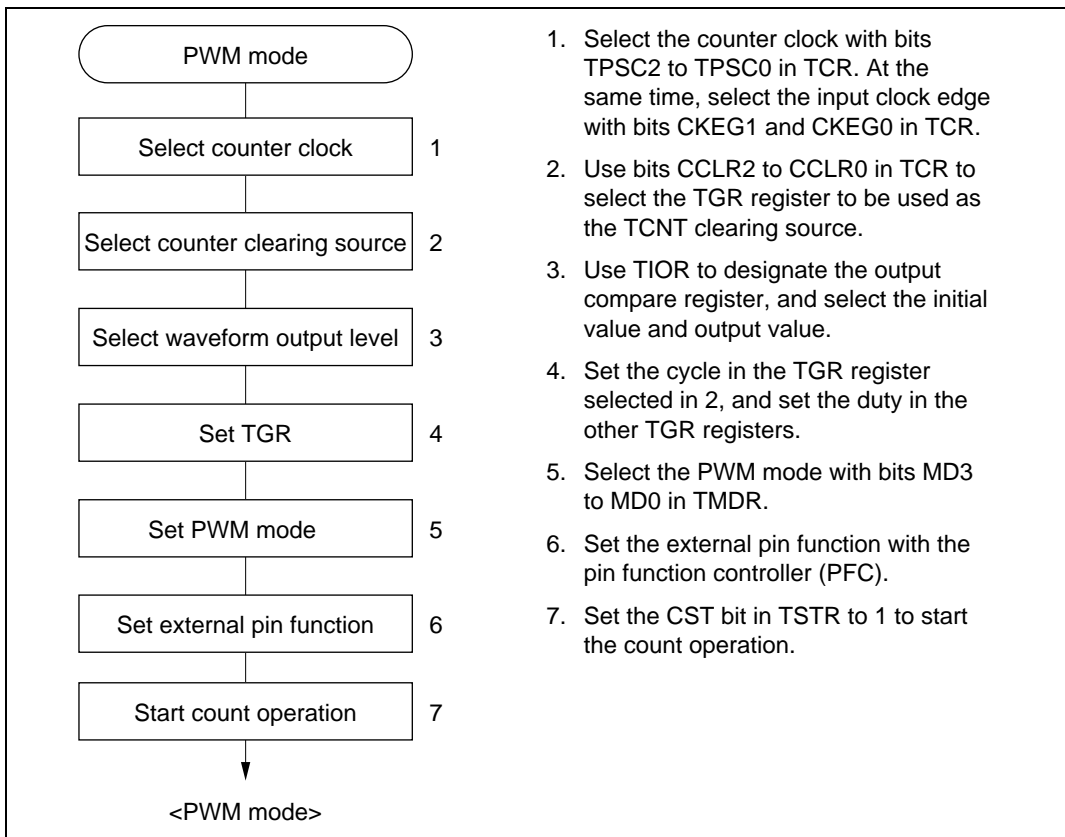 PWM mode
Select counter clock 1
Select counter clearing source 2
Select waveform output level 3
Set TGR 4
Set PWM mode 5
Set external pin function 6
Start count operation 7
<PWM mode>
1. Select the counter clock with bits
TPSC2 to TPSC0 in TCR. At the
same time, select the input clock edge
with bits CKEG1 and CKEG0 in TCR.
2. Use bits CCLR2 to CCLR0 in TCR to
select the TGR register to be used as
the TCNT clearing source.
3. Use TIOR to designate the output
compare register, and select the initial
value and output value.
4. Set the cycle in the TGR register
selected in 2, and set the duty in the
other TGR registers.
5. Select the PWM mode with bits MD3
to MD0 in TMDR.
6. Set the external pin function with the
pin function controller (PFC).
7. Set the CST bit in TSTR to 1 to start
the count operation.